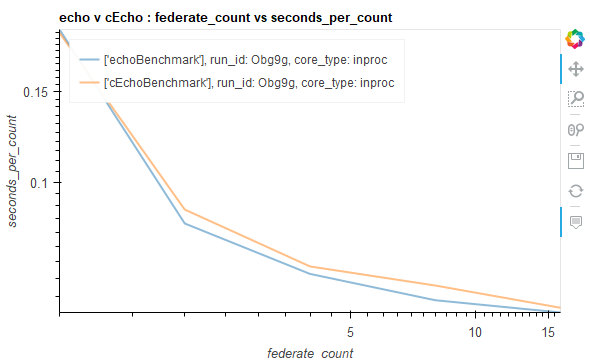 echo v cEcho : federate_count vs seconds_per_count
['echoBenchmark'], run_id: Obg9g, core_type: inproc
['cEchoBenchmark'], run_id: Obg9g, core_type: inproc
0.15
0.1
seconds_per_count
5
10
15
federate_count